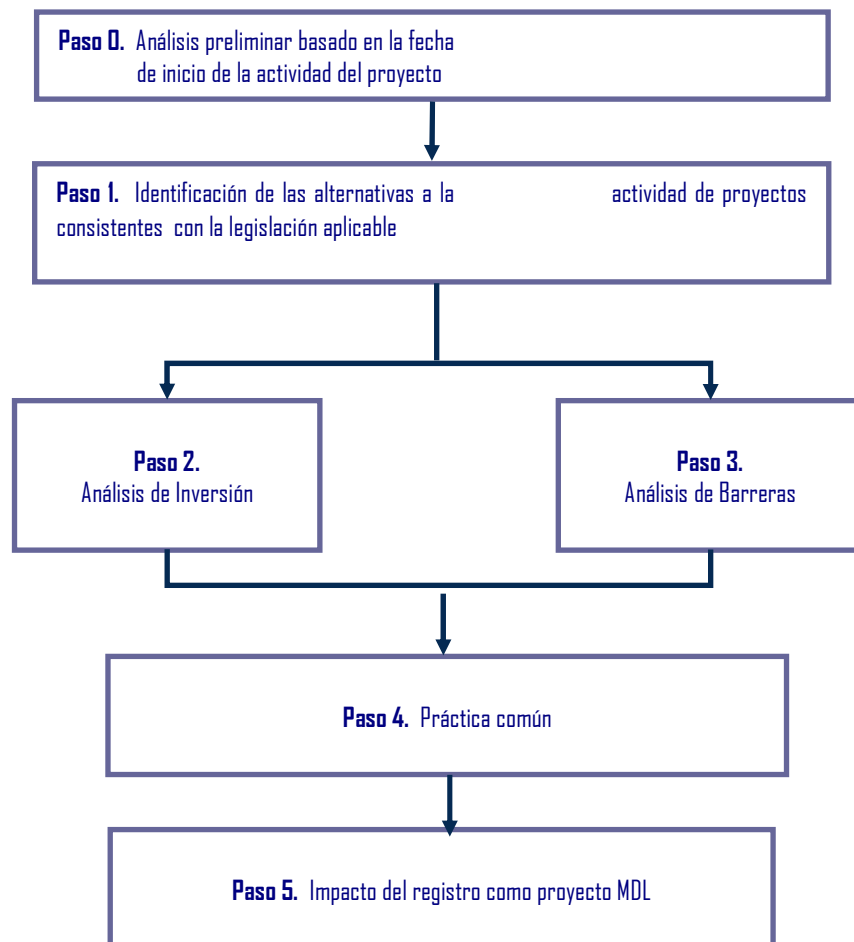 Paso 0. Análisis preliminar basado en la fecha
de inicio de la actividad del proyecto
Paso 1. Identificación de las alternativas a la actividad de proyectos
consistentes con la legislación aplicable
Paso 2.
Análisis de Inversión
Paso 3.
Análisis de Barreras
Paso 4. Práctica común
Paso 5. Impacto del registro como proyecto MDL